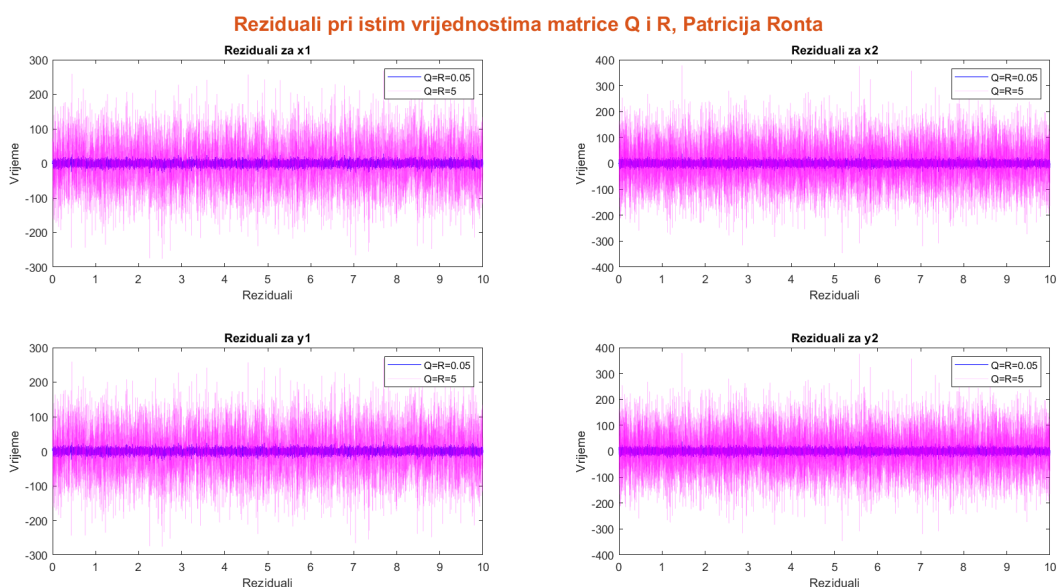 Reziduali pri istim vrijednostima matrice Q i R, Patricija Ronta
Reziduali za x1
300
200
100
0
-100
-200
-300
Vrijeme
Q=R=0.05
Q=R=5
0 1 2 3 4 5 6 7 8 9 10
Reziduali
Reziduali za x2
400
300
200
100
0
-100
-200
-300
-400
Vrijeme
Q=R=0.05
Q=R=5
0 1 2 3 4 5 6 7 8 9 10
Reziduali
Reziduali za y1
300
200
100
0
-100
-200
-300
Vrijeme
Q=R=0.05
Q=R=5
0 1 2 3 4 5 6 7 8 9 10
Reziduali
Reziduali za y2
400
300
200
100
0
-100
-200
-300
-400
Vrijeme
Q=R=0.05
Q=R=5
0 1 2 3 4 5 6 7 8 9 10
Reziduali